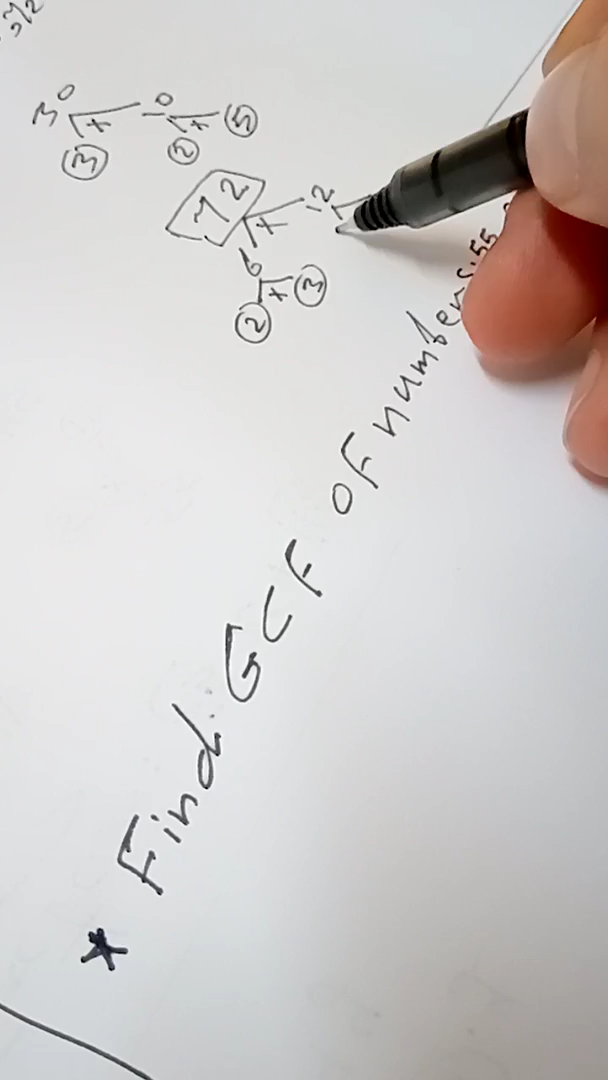 30 10
3 × 2 × 5
72 12
×
6
2 × 3
* Find GCF of numbers: 55